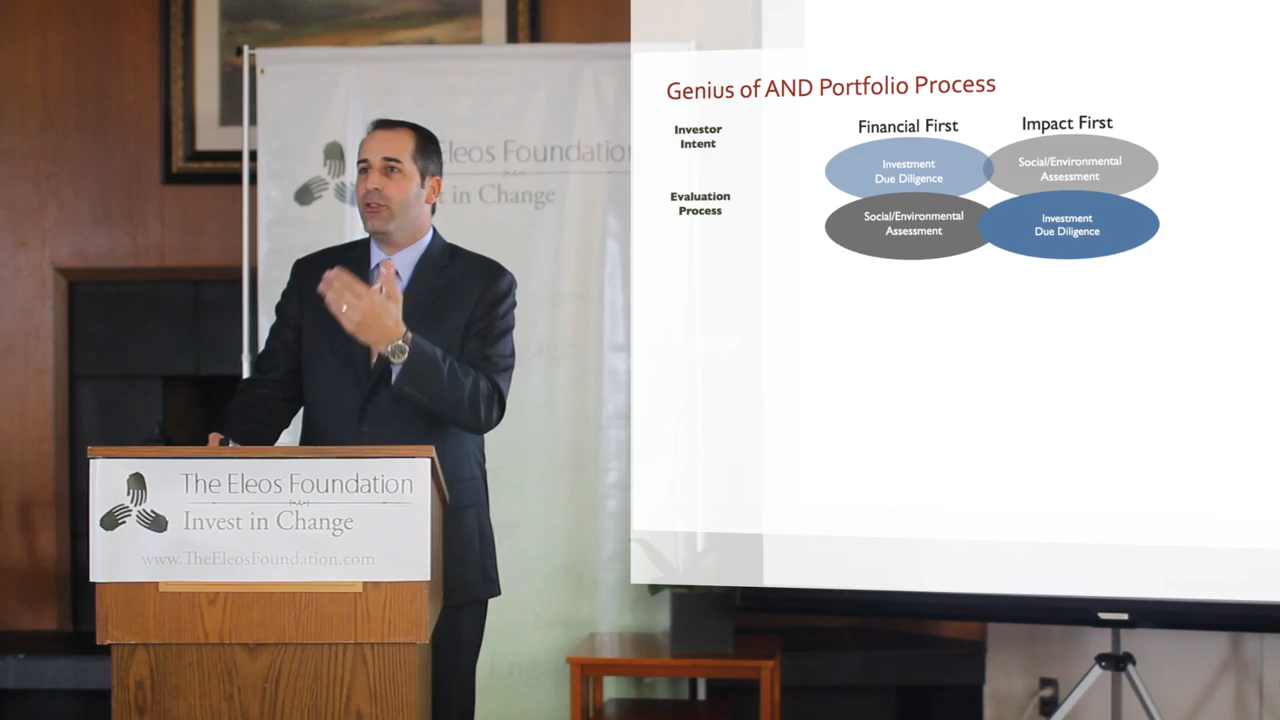 Eleos Foundation
t in Change
The Eleos Foundation
Invest in Change
www.TheEleosFoundation.com
Genius of AND Portfolio Process
Investor
Intent
Financial First
Impact First
Investment
Due Diligence
Social/Environmental
Assessment
Evaluation
Process
Social/Environmental
Assessment
Investment
Due Diligence